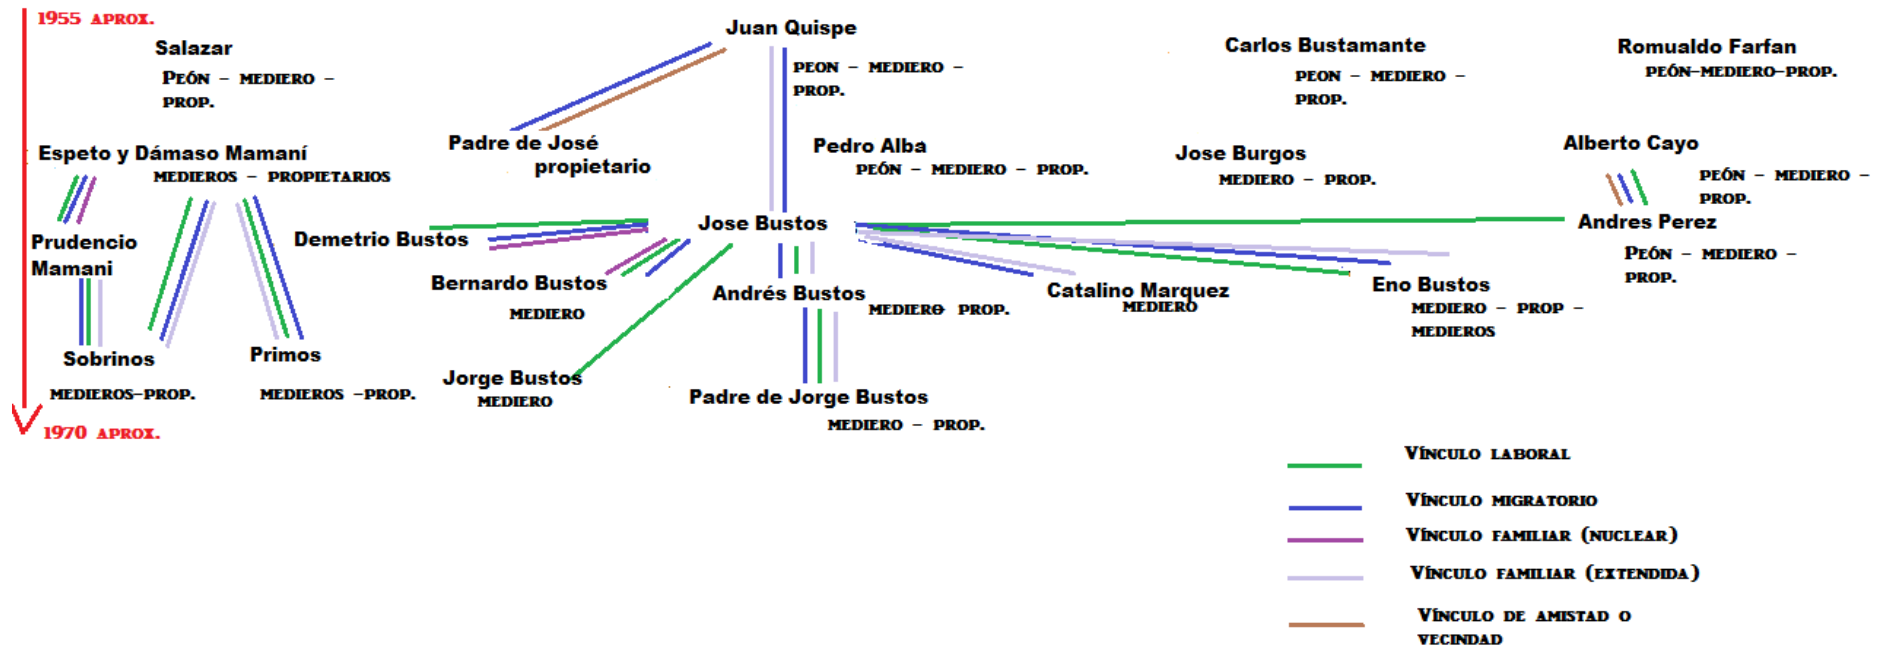 1955 APROX.
Salazar
PEÓN – MEDIERO –
PROP.
Juan Quispe
PEON – MEDIERO –
PROP.
Carlos Bustamante
PEON – MEDIERO –
PROP.
Romualdo Farfan
PEÓN-MEDIERO-PROP.
Espeto y Dámaso Mamaní
MEDIEROS – PROPIETARIOS
Padre de José
propietario
Pedro Alba
PEÓN – MEDIERO – PROP.
Jose Burgos
MEDIERO – PROP.
Alberto Cayo
PEÓN – MEDIERO –
PROP.
Prudencio
Mamani
Demetrio Bustos
Jose Bustos
Andres Perez
PEÓN – MEDIERO –
PROP.
Bernardo Bustos
MEDIERO
Andrés Bustos
MEDIERO PROP.
Catalino Marquez
MEDIERO
Eno Bustos
MEDIERO – PROP –
MEDIEROS
Sobrinos
MEDIEROS-PROP.
Primos
MEDIEROS -PROP.
Jorge Bustos
MEDIERO
Padre de Jorge Bustos
MEDIERO – PROP.
1970 APROX.
VÍNCULO LABORAL
VÍNCULO MIGRATORIO
VÍNCULO FAMILIAR (NUCLEAR)
VÍNCULO FAMILIAR (EXTENDIDA)
VÍNCULO DE AMISTAD O
VECINDAD